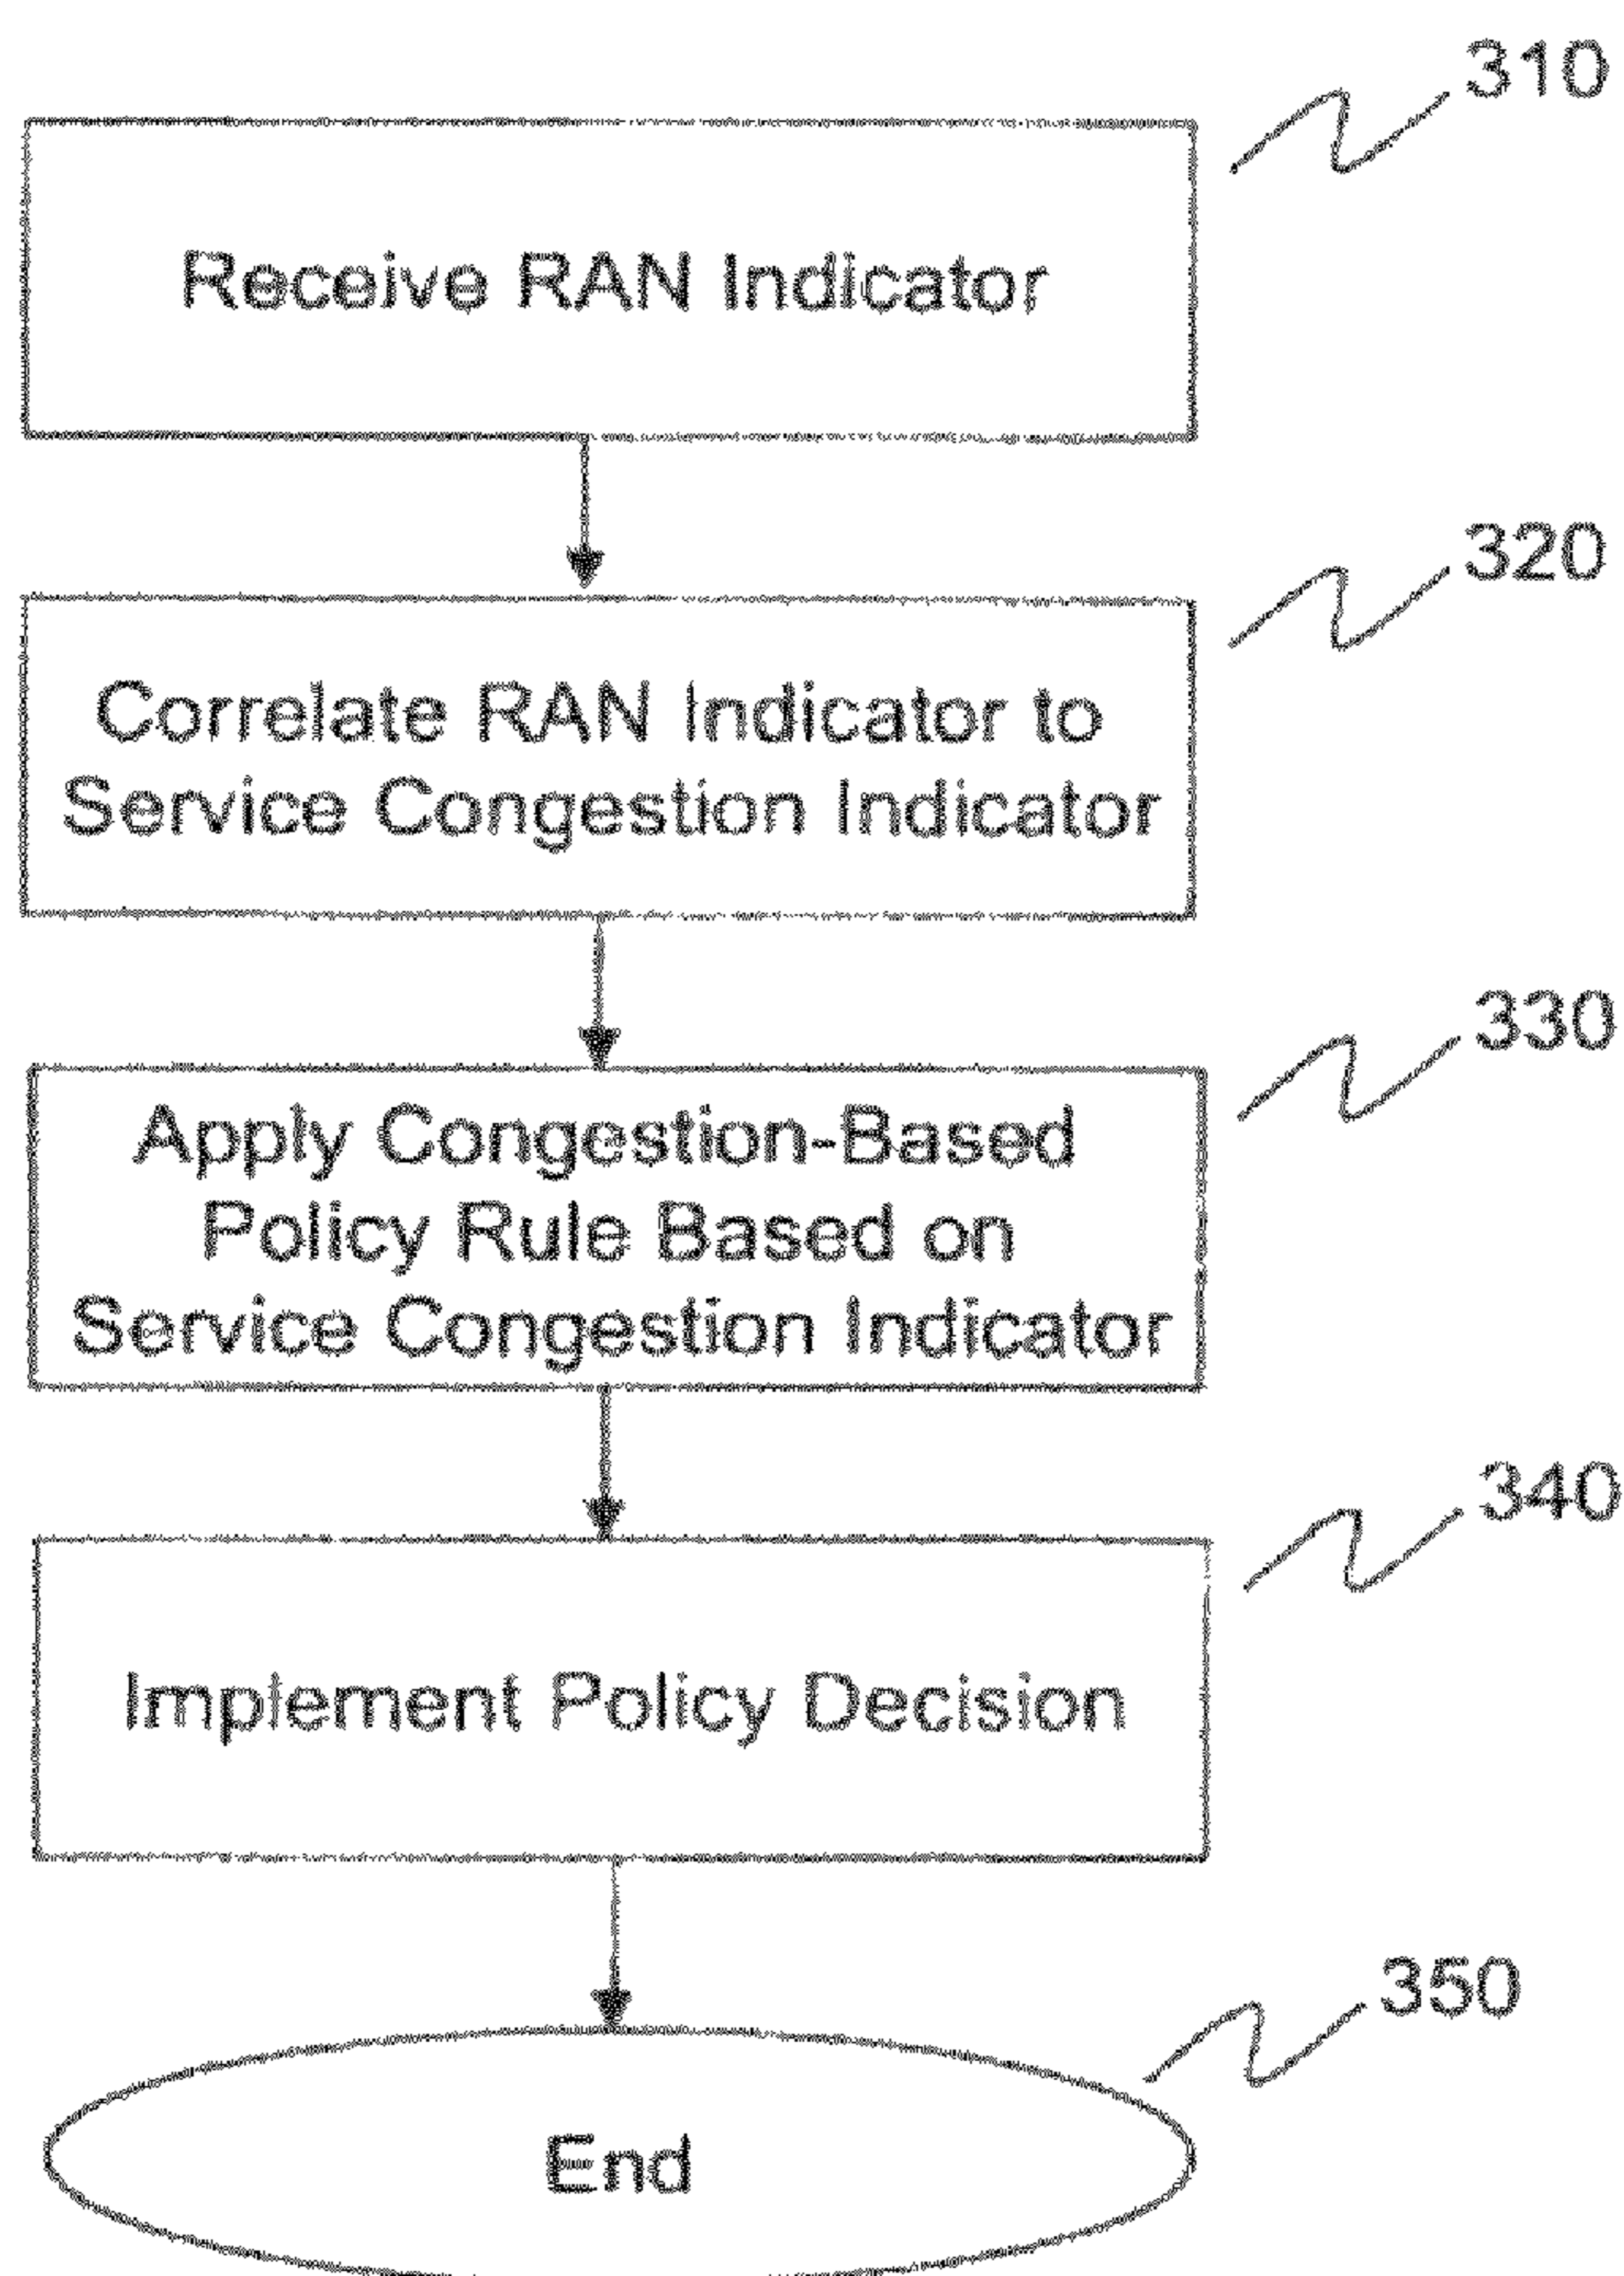 310
Receive RAN Indicator
320
Correlate RAN Indicator to
Service Congestion Indicator
330
Apply Congestion-Based
Policy Rule Based on
Service Congestion Indicator
340
Implement Policy Decision
350
End